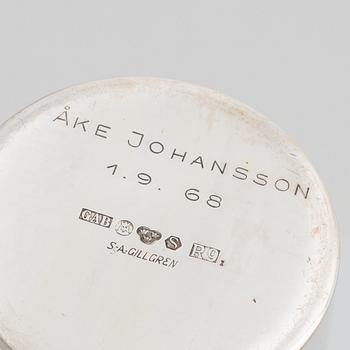 ÅKE JOHANSSON
1.9.68
GAB S R9
S.A.GILLGREN